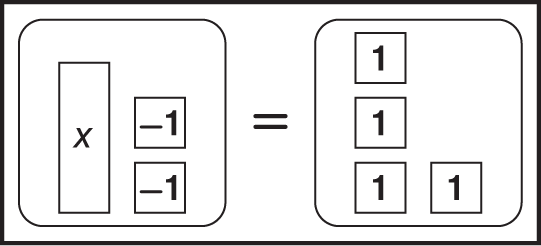 1
x –1 = 1
–1 1 1